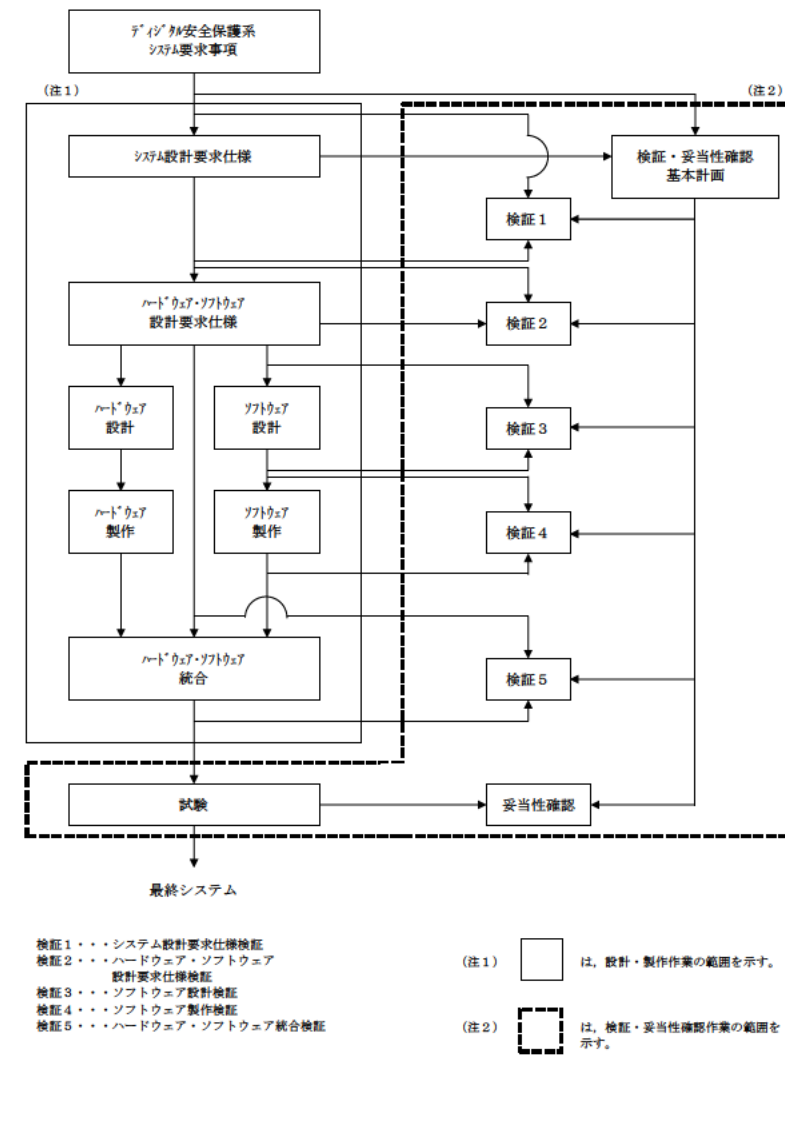 ﾃﾞｨｼﾞﾀﾙ安全保護系
ｼｽﾃﾑ要求事項
（注１）
（注２）
ｼｽﾃﾑ設計要求仕様
検証・妥当性確認
基本計画
検証１
ﾊｰﾄﾞｳｪｱ・ｿﾌﾄｳｪｱ
設計要求仕様
検証２
ﾊｰﾄﾞｳｪｱ
設計
ｿﾌﾄｳｪｱ
設計
検証３
ﾊｰﾄﾞｳｪｱ
製作
ｿﾌﾄｳｪｱ
製作
検証４
ﾊｰﾄﾞｳｪｱ・ｿﾌﾄｳｪｱ
統合
検証５
試験
妥当性確認
最終システム
検証１・・・システム設計要求仕様検証
検証２・・・ハードウェア・ソフトウェア
設計要求仕様検証
検証３・・・ソフトウェア設計検証
検証４・・・ソフトウェア製作検証
検証５・・・ハードウェア・ソフトウェア統合検証
（注１）
は，設計・製作作業の範囲を示す。
（注２）
は，検証・妥当性確認作業の範囲を
示す。